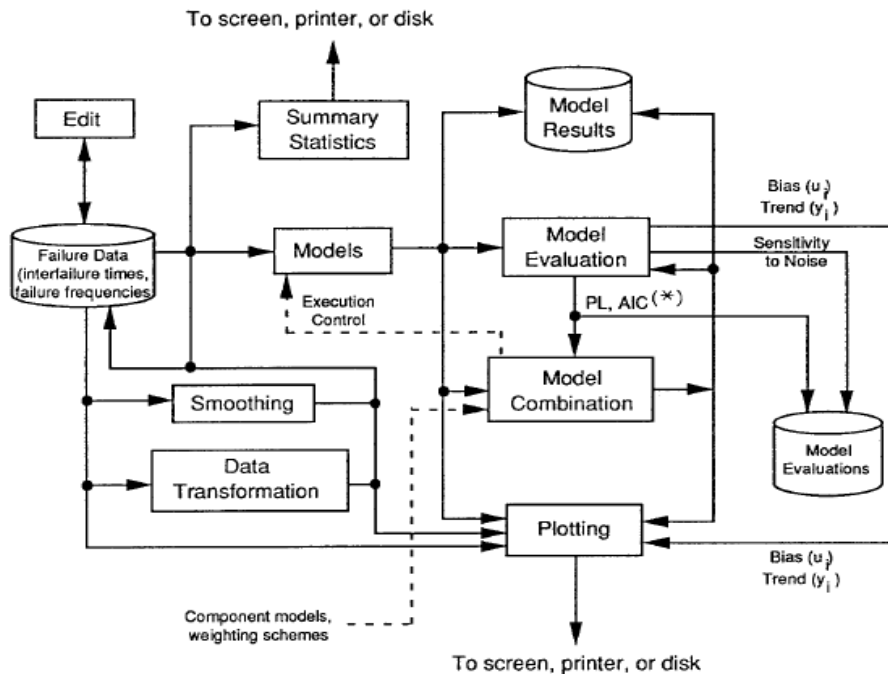 To screen, printer, or disk
Edit
Summary
Statistics
Model
Results
Bias (u i)
Trend (y i)
Failure Data
(interfailure times,
failure frequencies
Models
Model
Evaluation
Sensitivity
to Noise
Execution
Control
PL, AIC (*)
Smoothing
Model
Combination
Data
Transformation
Model
Evaluations
Plotting
Bias (u i)
Trend (y i)
Component models,
weighting schemes
To screen, printer, or disk